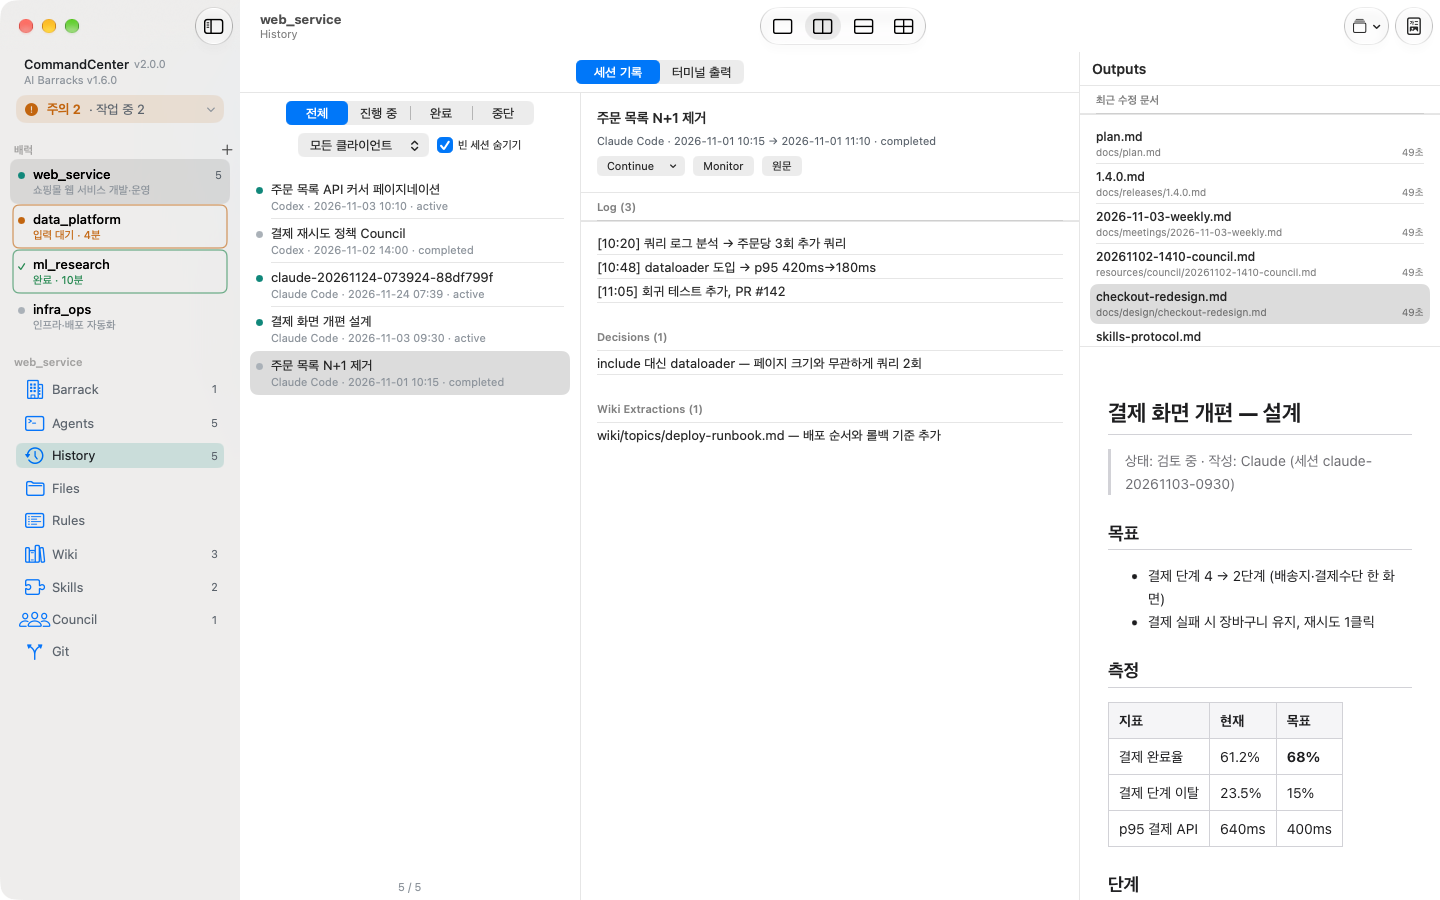 CommandCenter v2.0.0
AI Barracks v1.6.0
주의 2 · 작업 중 2
배럭
web_service 5
쇼핑몰 웹 서비스 개발·운영
data_platform
입력 대기 · 4분
ml_research
완료 · 10분
infra_ops
인프라·배포 자동화
web_service
Barrack 1
Agents 5
History 5
Files
Rules
Wiki 3
Skills 2
Council 1
Git
web_service
History
세션 기록 터미널 출력
전체 진행 중 완료 중단
모든 클라이언트 빈 세션 숨기기
주문 목록 API 커서 페이지네이션
Codex · 2026-11-03 10:10 · active
결제 재시도 정책 Council
Codex · 2026-11-02 14:00 · completed
claude-20261124-073924-88df799f
Claude Code · 2026-11-24 07:39 · active
결제 화면 개편 설계
Claude Code · 2026-11-03 09:30 · active
주문 목록 N+1 제거
Claude Code · 2026-11-01 10:15 · completed
5 / 5
주문 목록 N+1 제거
Claude Code · 2026-11-01 10:15 → 2026-11-01 11:10 · completed
Continue Monitor 원문
Log (3)
[10:20] 쿼리 로그 분석 → 주문당 3회 추가 쿼리
[10:48] dataloader 도입 → p95 420ms→180ms
[11:05] 회귀 테스트 추가, PR #142
Decisions (1)
include 대신 dataloader — 페이지 크기와 무관하게 쿼리 2회
Wiki Extractions (1)
wiki/topics/deploy-runbook.md — 배포 순서와 롤백 기준 추가
Outputs
최근 수정 문서
plan.md
docs/plan.md 49초
1.4.0.md
docs/releases/1.4.0.md 49초
2026-11-03-weekly.md
docs/meetings/2026-11-03-weekly.md 49초
20261102-1410-council.md
resources/council/20261102-1410-council.md 49초
checkout-redesign.md
docs/design/checkout-redesign.md 49초
skills-protocol.md
결제 화면 개편 — 설계
상태: 검토 중 · 작성: Claude (세션 claude-
20261103-0930)
목표
• 결제 단계 4 → 2단계 (배송지·결제수단 한 화
면)
• 결제 실패 시 장바구니 유지, 재시도 1클릭
측정
지표 현재 목표
결제 완료율 61.2% 68%
결제 단계 이탈 23.5% 15%
p95 결제 API 640ms 400ms
단계